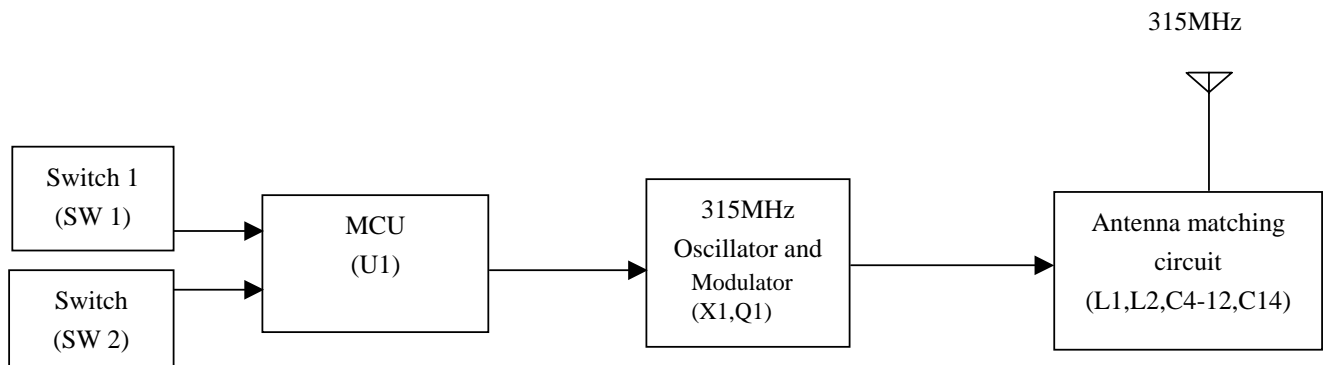 315MHz
Switch 1
(SW 1)
Switch
(SW 2)
MCU
(U1)
315MHz
Oscillator and
Modulator
(X1,Q1)
Antenna matching
circuit
(L1,L2,C4-12,C14)